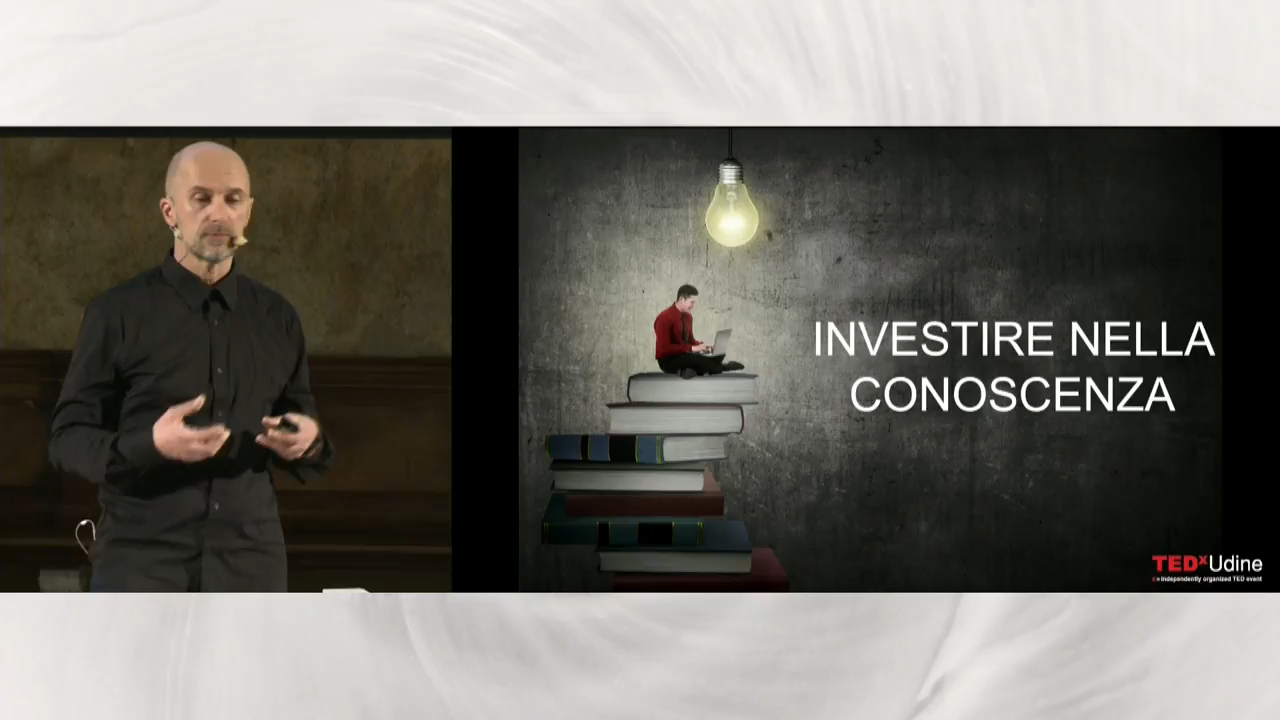 INVESTIRE NELLA
CONOSCENZA
TEDxUdine
x = independently organized TED event